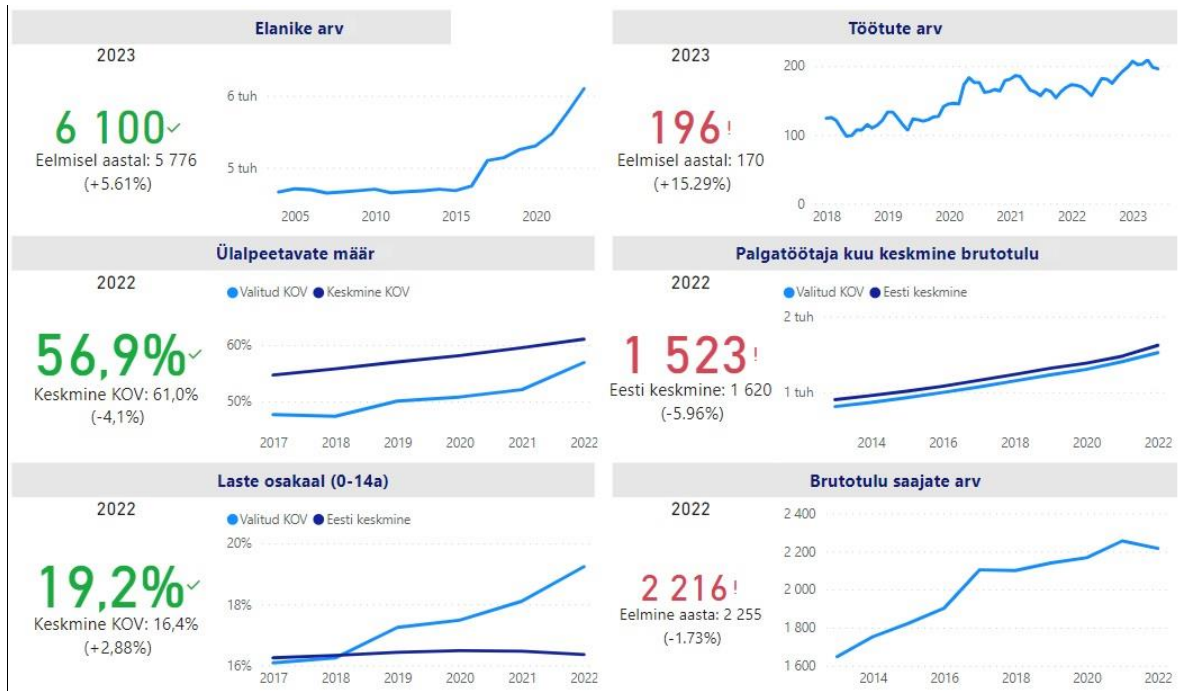 Elanike arv
2023
6 100
Eelmisel aastal: 5 776
(+5.61%)
6 tuh
5 tuh
2005 2010 2015 2020
Töötute arv
2023
196!
Eelmisel aastal: 170
(+15.29%)
200
100
0
2018 2019 2020 2021 2022 2023
Ülalpeetavate määr
2022
56,9%
Keskmine KOV: 61,0%
(-4,1%)
Valitud KOV Keskmine KOV
60%
50%
2017 2018 2019 2020 2021 2022
Palgatöötaja kuu keskmine brutotulu
2022
1 523!
Eesti keskmine: 1 620
(-5.96%)
Valitud KOV Eesti keskmine
2 tuh
1 tuh
2014 2016 2018 2020 2022
Laste osakaal (0-14a)
2022
19,2%
Keskmine KOV: 16,4%
(+2,88%)
Valitud KOV Eesti keskmine
20%
18%
16%
2017 2018 2019 2020 2021 2022
Brutotulu saajate arv
2022
2 216!
Eelmine aasta: 2 255
(-1.73%)
2 400
2 200
2 000
1 800
1 600
2014 2016 2018 2020 2022